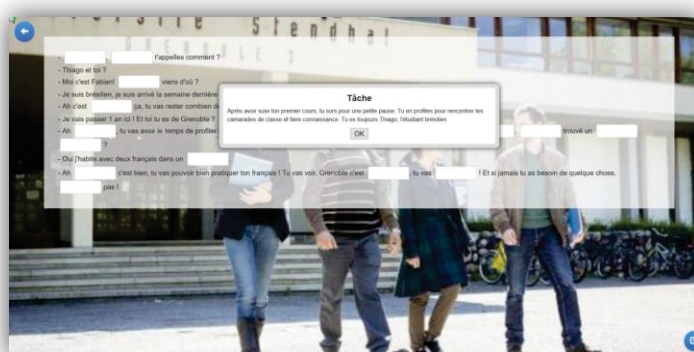 Stendhal
GRENOBLE 3
- , t'appelles comment ?
- Thiago et toi ?
- Moi c'est Fabien! viens d'où ?
- Je suis brésilien, je suis arrivé la semaine dernière
- Ah c'est ça, tu vas rester combien
- Je vais passer 1 an ici ! Et toi tu es de Grenoble ?
- Ah , tu vas avoir le temps de profiter , trouvé un
?
- Oui j'habite avec deux français dans un
- Ah c'est bien, tu vas pouvoir bien pratiquer ton français ! Tu vas voir, Grenoble c'est , tu vas ! Et si jamais tu as besoin de quelque chose,
pas !
Tâche
Après avoir suivi ton premier cours, tu sors pour une petite pause. Tu en profites pour rencontrer tes
camarades de classe et faire connaissance. Tu es toujours Thiago, l'étudiant brésilien.
OK